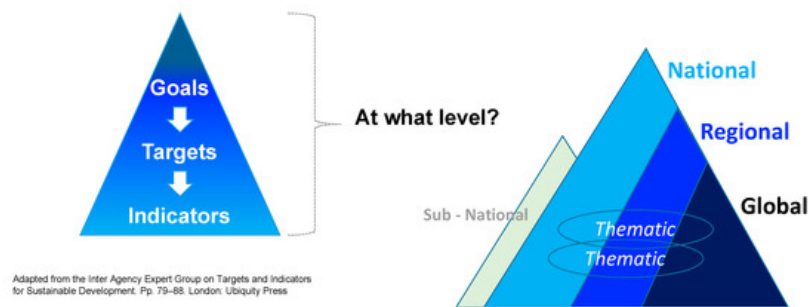 Goals
Targets
Indicators
At what level?
National
Regional
Global
Sub - National
Thematic
Thematic
Adapted from the Inter Agency Expert Group on Targets and Indicators
for Sustainable Development. Pp. 79–88. London: Ubiquity Press